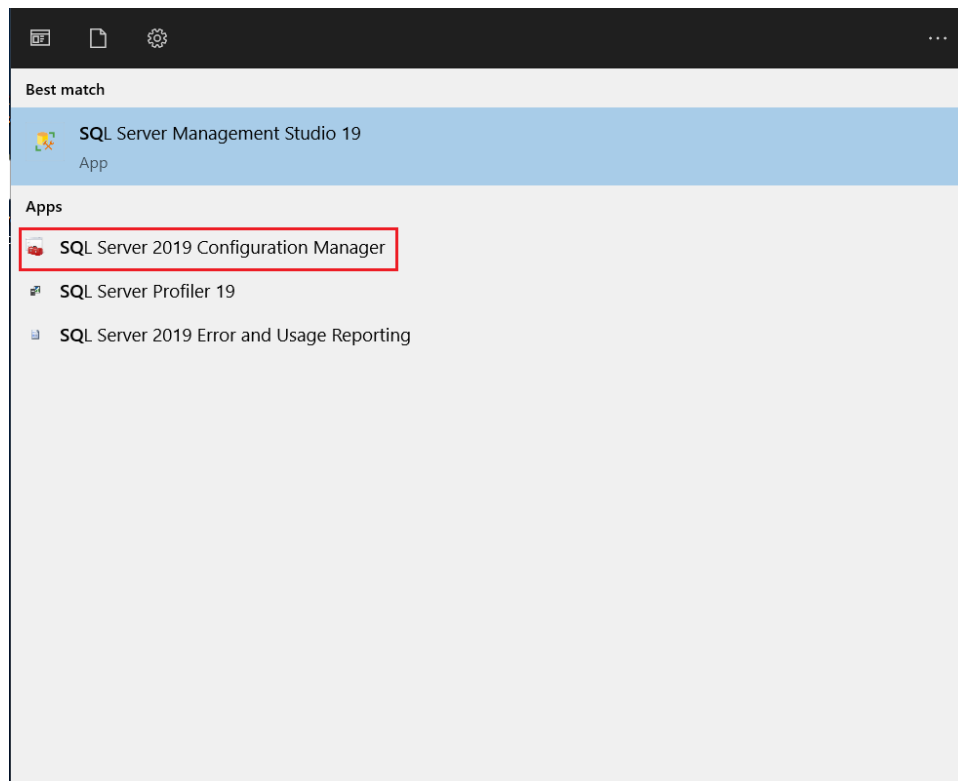 Best match
SQL Server Management Studio 19
App
Apps
SQL Server 2019 Configuration Manager
SQL Server Profiler 19
SQL Server 2019 Error and Usage Reporting